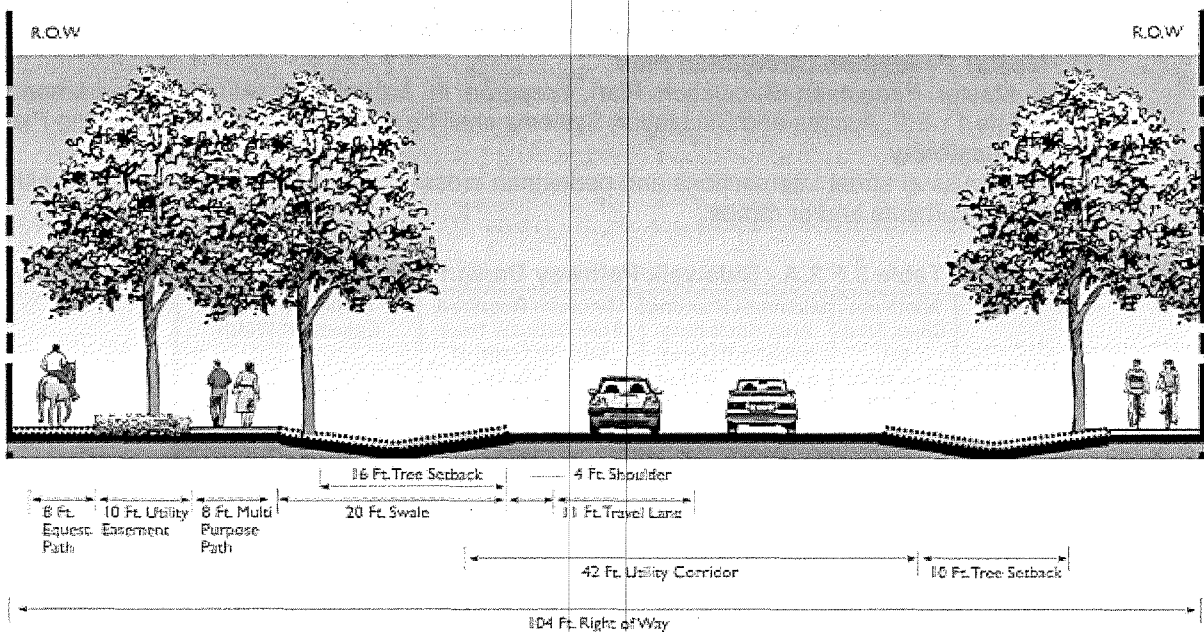 R.O.W
R.O.W
16 Ft. Tree Setback
4 Ft. Shoulder
8 Ft.
Equest.
Path
10 Ft. Utility
Easement
8 Ft. Multi
Purpose
Path
20 Ft. Swale
11 Ft. Travel Lane
42 Ft. Utility Corridor
10 Ft. Tree Setback
104 Ft. Right of Way